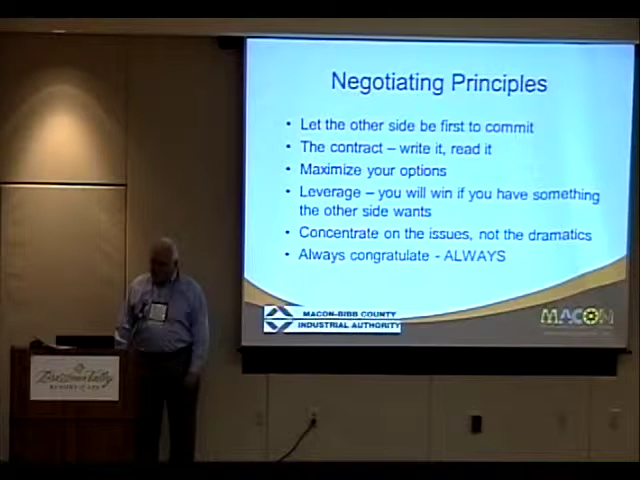 Negotiating Principles
• Let the other side be first to commit
• The contract – write it, read it
• Maximize your options
• Leverage – you will win if you have something
the other side wants
• Concentrate on the issues, not the dramatics
• Always congratulate - ALWAYS
MACON-BIBB COUNTY
INDUSTRIAL AUTHORITY
MACON